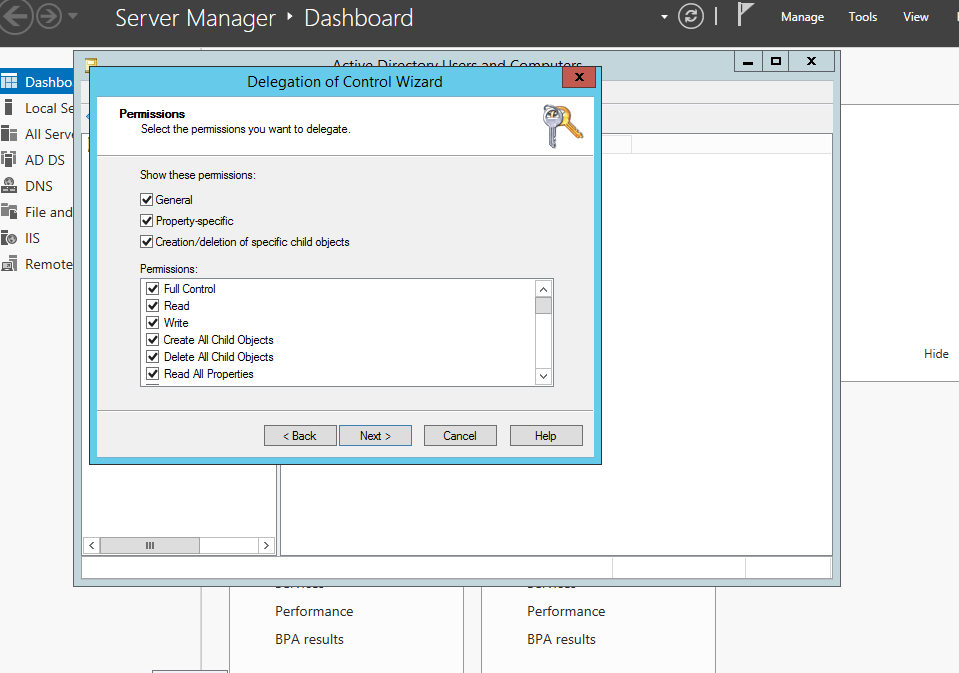 Server Manager ‣ Dashboard
Manage Tools View
Active Directory Users and Computers
Delegation of Control Wizard
Permissions
Select the permissions you want to delegate.
Show these permissions:
General
Property-specific
Creation/deletion of specific child objects
Permissions:
Full Control
Read
Write
Create All Child Objects
Delete All Child Objects
Read All Properties
< Back Next > Cancel Help
Dashbo
Local Se
All Serve
AD DS
DNS
File and
IIS
Remote
Hide
Services Services
Performance Performance
BPA results BPA results